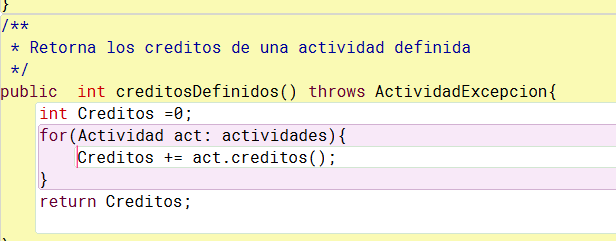 }
/**
 * Retorna los creditos de una actividad definida
 */
public  int creditosDefinidos() throws ActividadExcepcion{
    int Creditos =0;
    for(Actividad act: actividades){
        Creditos += act.creditos();
    }
    return Creditos;
}